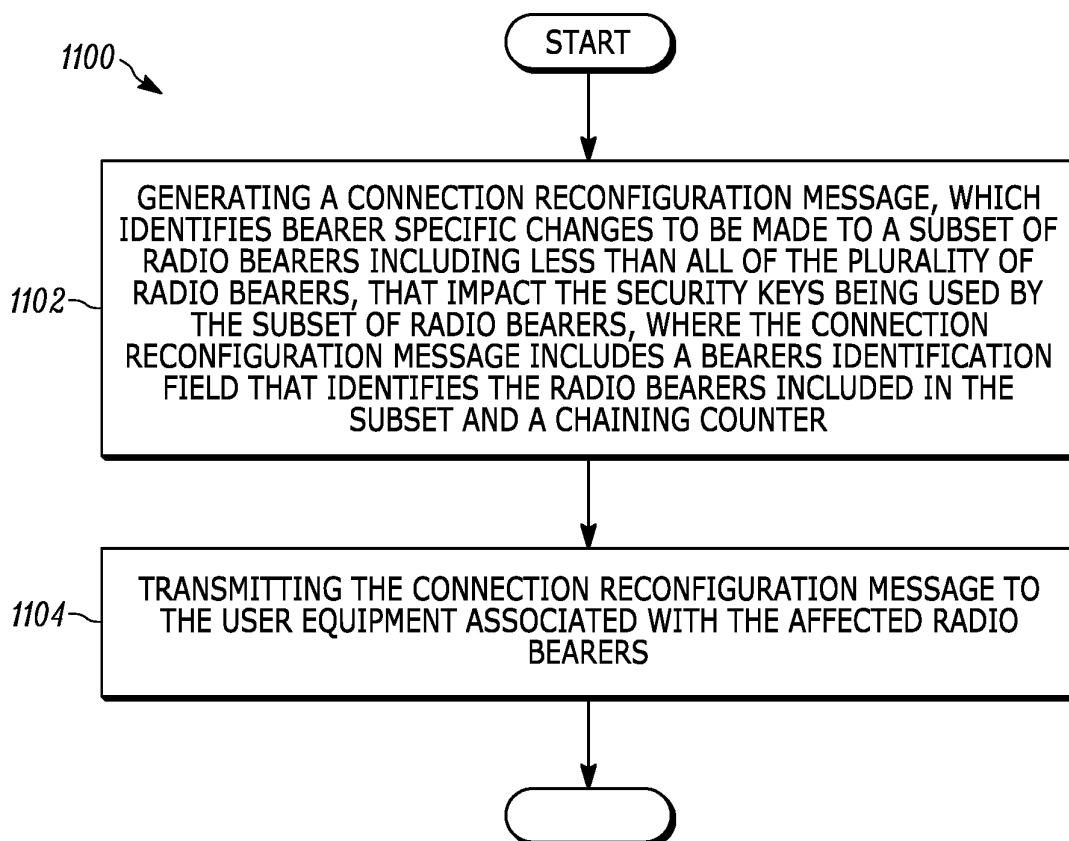 1100
START
1102
GENERATING A CONNECTION RECONFIGURATION MESSAGE, WHICH
IDENTIFIES BEARER SPECIFIC CHANGES TO BE MADE TO A SUBSET OF
RADIO BEARERS INCLUDING LESS THAN ALL OF THE PLURALITY OF
RADIO BEARERS, THAT IMPACT THE SECURITY KEYS BEING USED BY
THE SUBSET OF RADIO BEARERS, WHERE THE CONNECTION
RECONFIGURATION MESSAGE INCLUDES A BEARERS IDENTIFICATION
FIELD THAT IDENTIFIES THE RADIO BEARERS INCLUDED IN THE
SUBSET AND A CHAINING COUNTER
1104
TRANSMITTING THE CONNECTION RECONFIGURATION MESSAGE TO
THE USER EQUIPMENT ASSOCIATED WITH THE AFFECTED RADIO
BEARERS